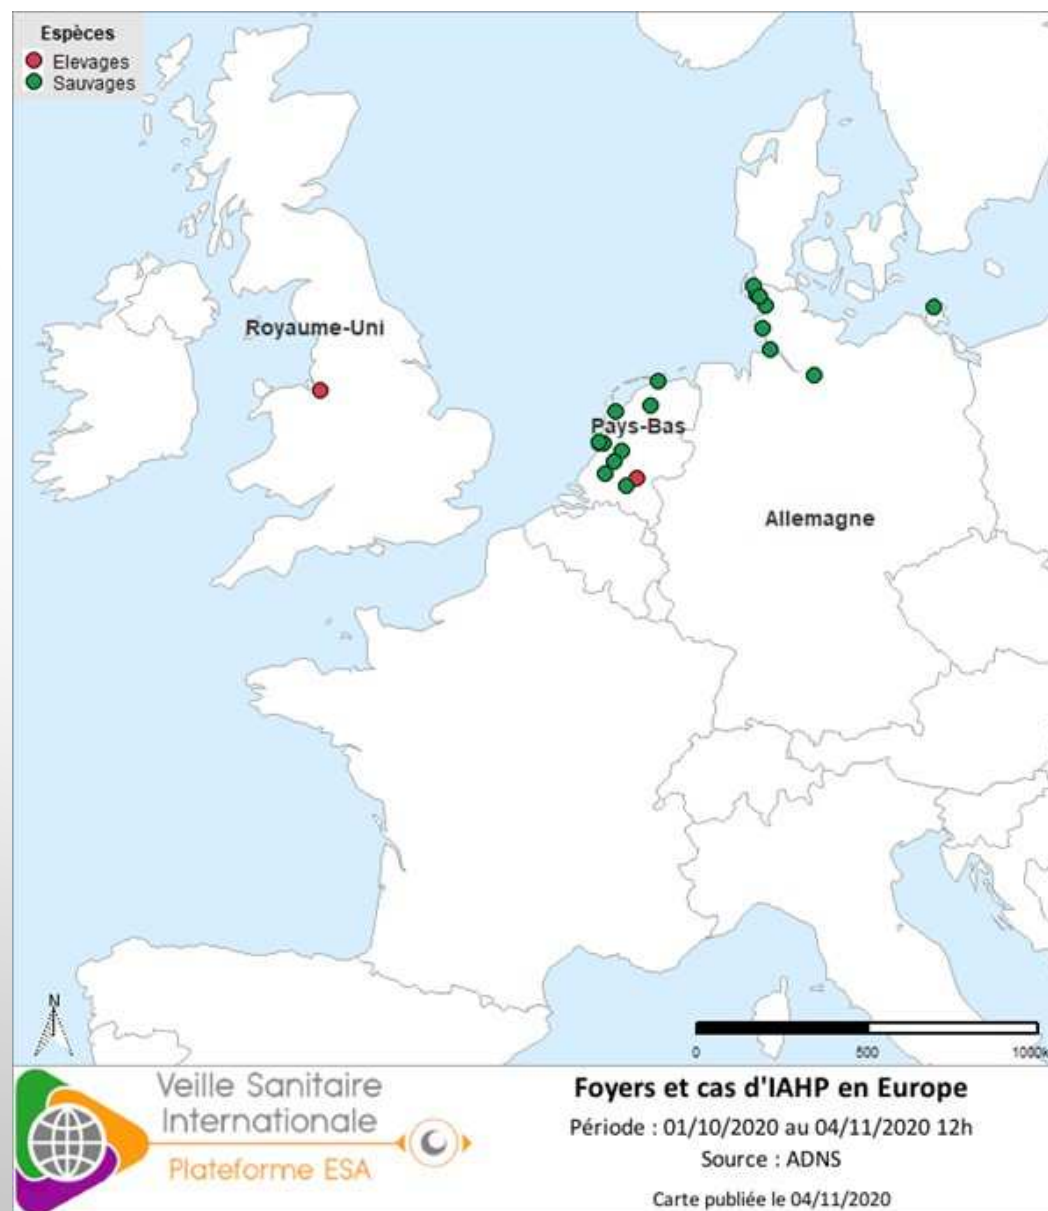 Espèces
Elevages
Sauvages
Royaume-Uni
Pays-Bas
Allemagne
N
0 500 1000k
Veille Sanitaire
Internationale
Plateforme ESA
Foyers et cas d'IAHP en Europe
Période : 01/10/2020 au 04/11/2020 12h
Source : ADNS
Carte publiée le 04/11/2020